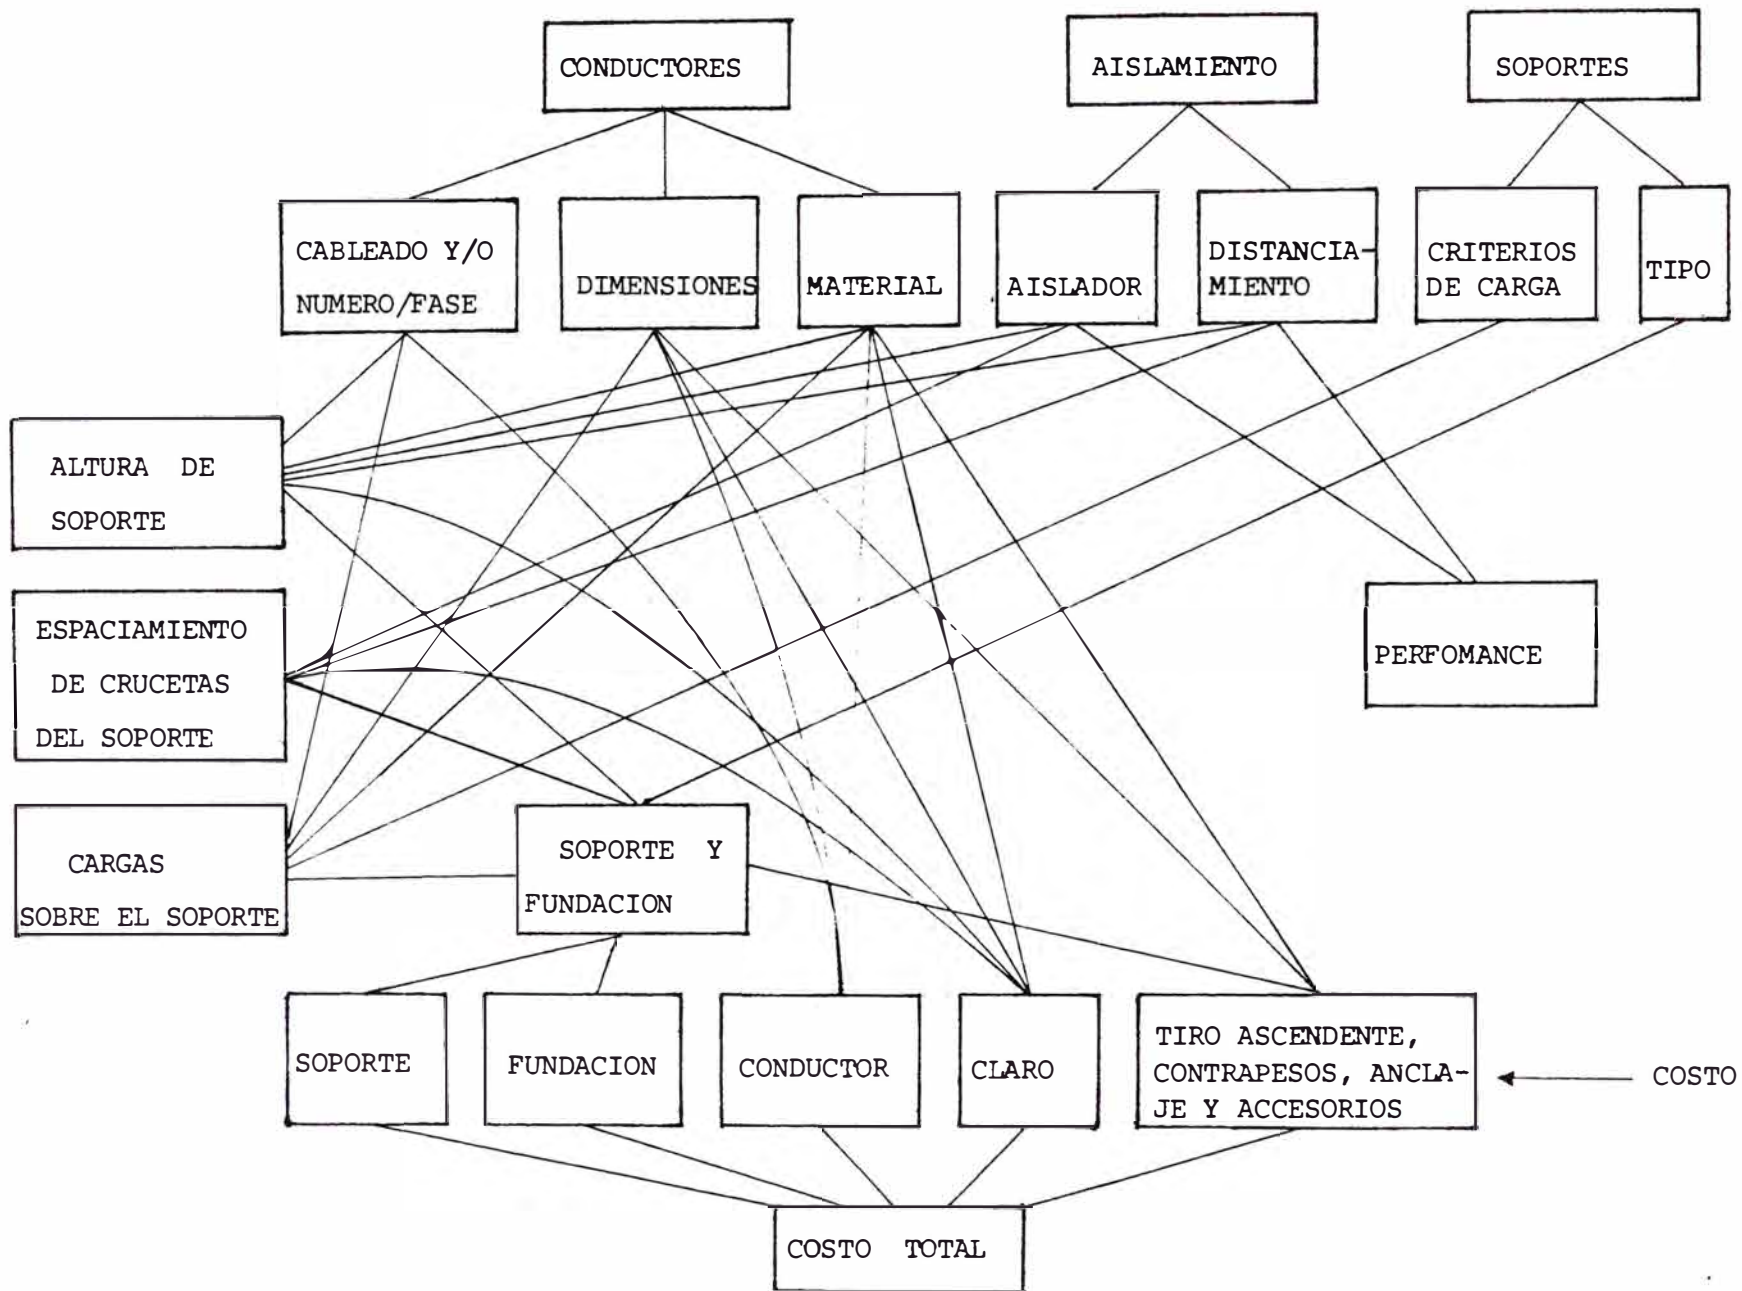 CONDUCTORES
AISLAMIENTO
SOPORTES
CABLEADO Y/O
NUMERO/FASE
DIMENSIONES
MATERIAL
AISLADOR
DISTANCIA-
MIENTO
CRITERIOS
DE CARGA
TIPO
ALTURA DE
SOPORTE
ESPACIAMIENTO
DE CRUCETAS
DEL SOPORTE
PERFOMANCE
CARGAS
SOBRE EL SOPORTE
SOPORTE Y
FUNDACION
SOPORTE
FUNDACION
CONDUCTOR
CLARO
TIRO ASCENDENTE,
CONTRAPESOS, ANCLA-
JE Y ACCESORIOS
COSTO
COSTO TOTAL